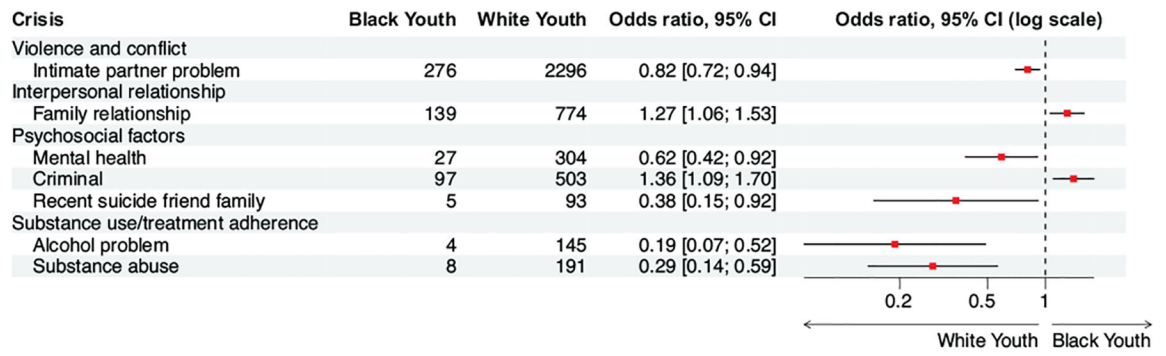 Crisis Black Youth White Youth Odds ratio, 95% CI Odds ratio, 95% CI (log scale)
Violence and conflict
Intimate partner problem 276 2296 0.82 [0.72; 0.94]
Interpersonal relationship
Family relationship 139 774 1.27 [1.06; 1.53]
Psychosocial factors
Mental health 27 304 0.62 [0.42; 0.92]
Criminal 97 503 1.36 [1.09; 1.70]
Recent suicide friend family 5 93 0.38 [0.15; 0.92]
Substance use/treatment adherence
Alcohol problem 4 145 0.19 [0.07; 0.52]
Substance abuse 8 191 0.29 [0.14; 0.59]
0.2 0.5 1
White Youth Black Youth